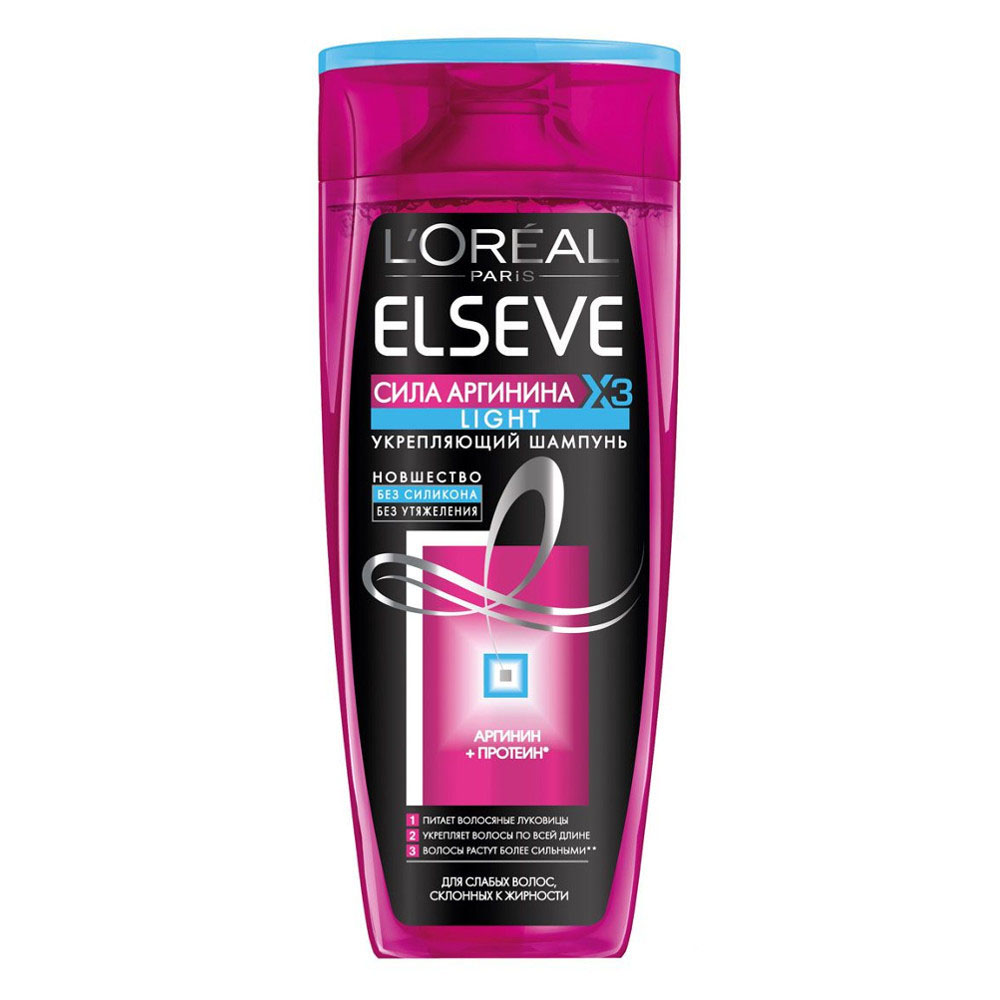 L'ORÉAL
PARIS
ELSEVE
СИЛА АРГИНИНА X3
LIGHT
УКРЕПЛЯЮЩИЙ ШАМПУНЬ
НОВШЕСТВО
БЕЗ СИЛИКОНА
БЕЗ УТЯЖЕЛЕНИЯ
АРГИНИН
+ ПРОТЕИН*
1 ПИТАЕТ ВОЛОСЯНЫЕ ЛУКОВИЦЫ
2 УКРЕПЛЯЕТ ВОЛОСЫ ПО ВСЕЙ ДЛИНЕ
3 ВОЛОСЫ РАСТУТ БОЛЕЕ СИЛЬНЫМИ**
ДЛЯ СЛАБЫХ ВОЛОС,
СКЛОННЫХ К ЖИРНОСТИ